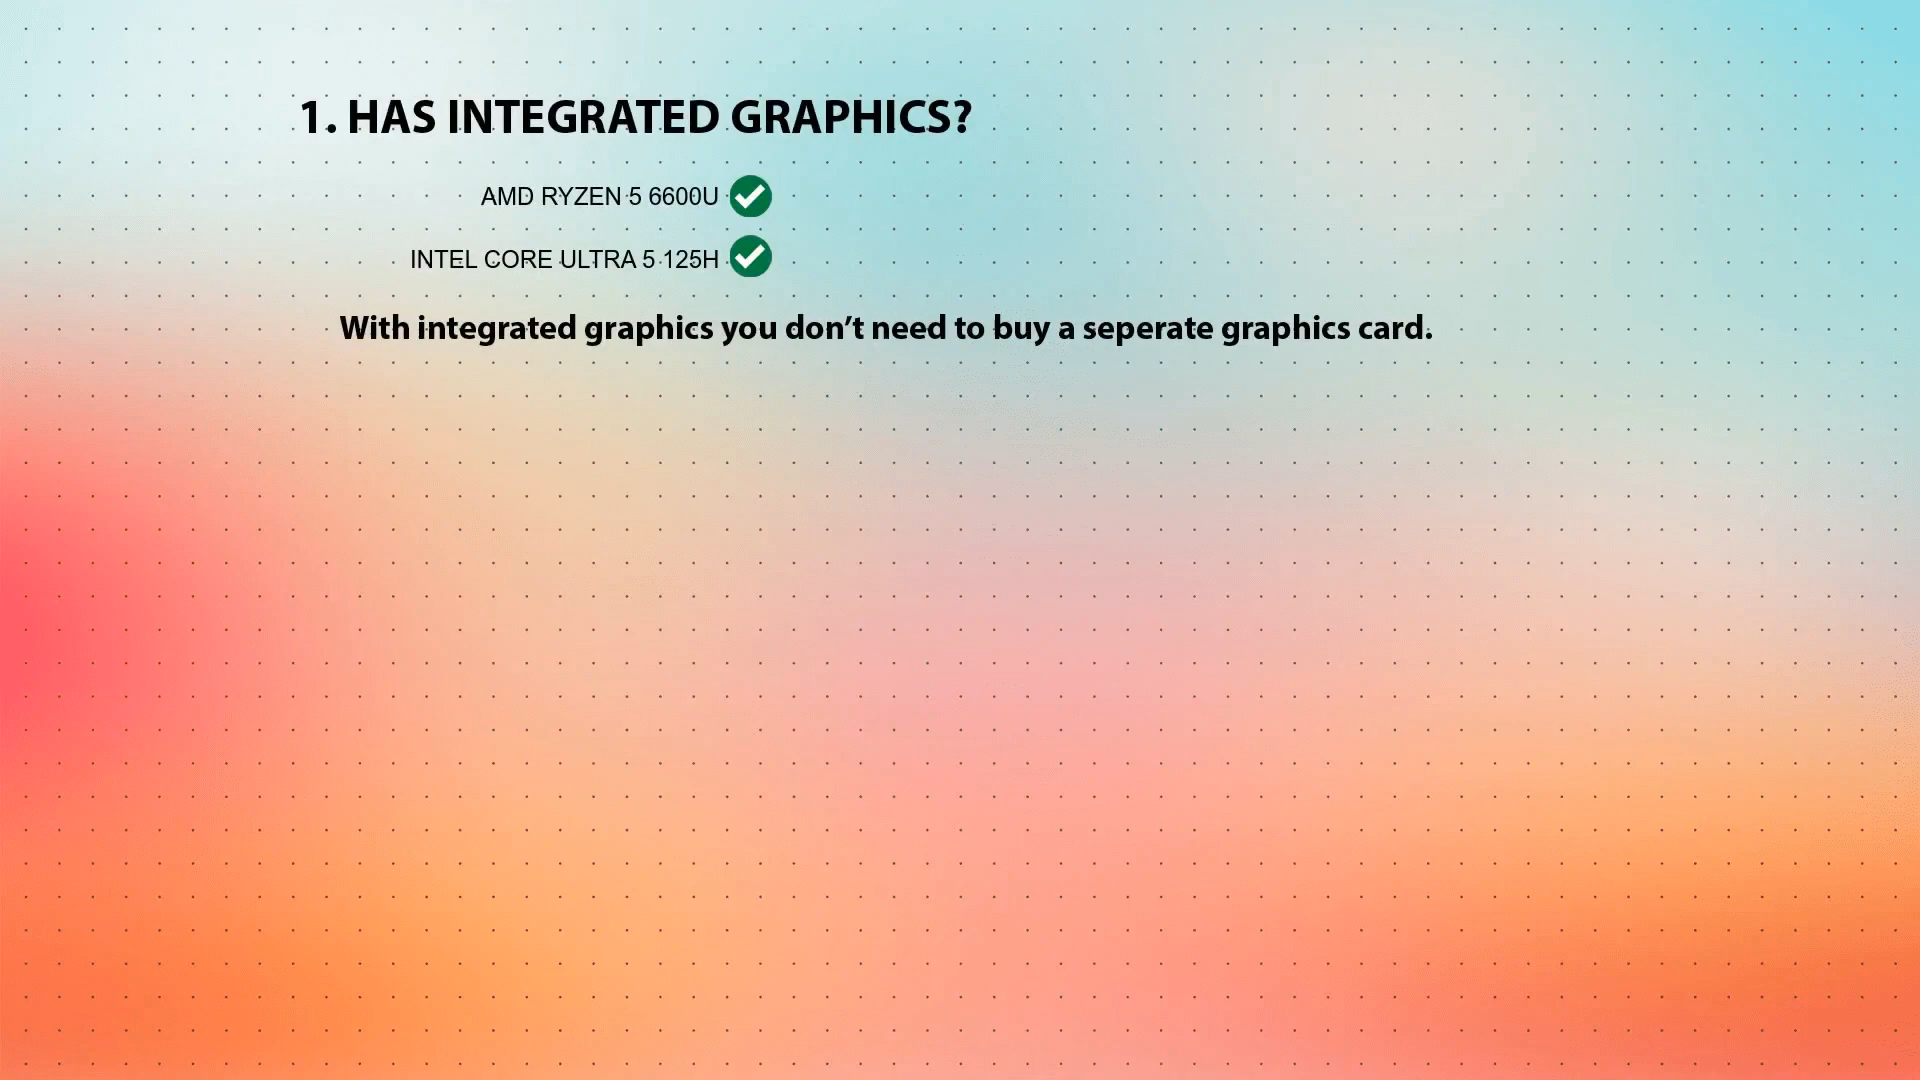 1. HAS INTEGRATED GRAPHICS?
AMD RYZEN 5 6600U
INTEL CORE ULTRA 5 125H
With integrated graphics you don’t need to buy a seperate graphics card.